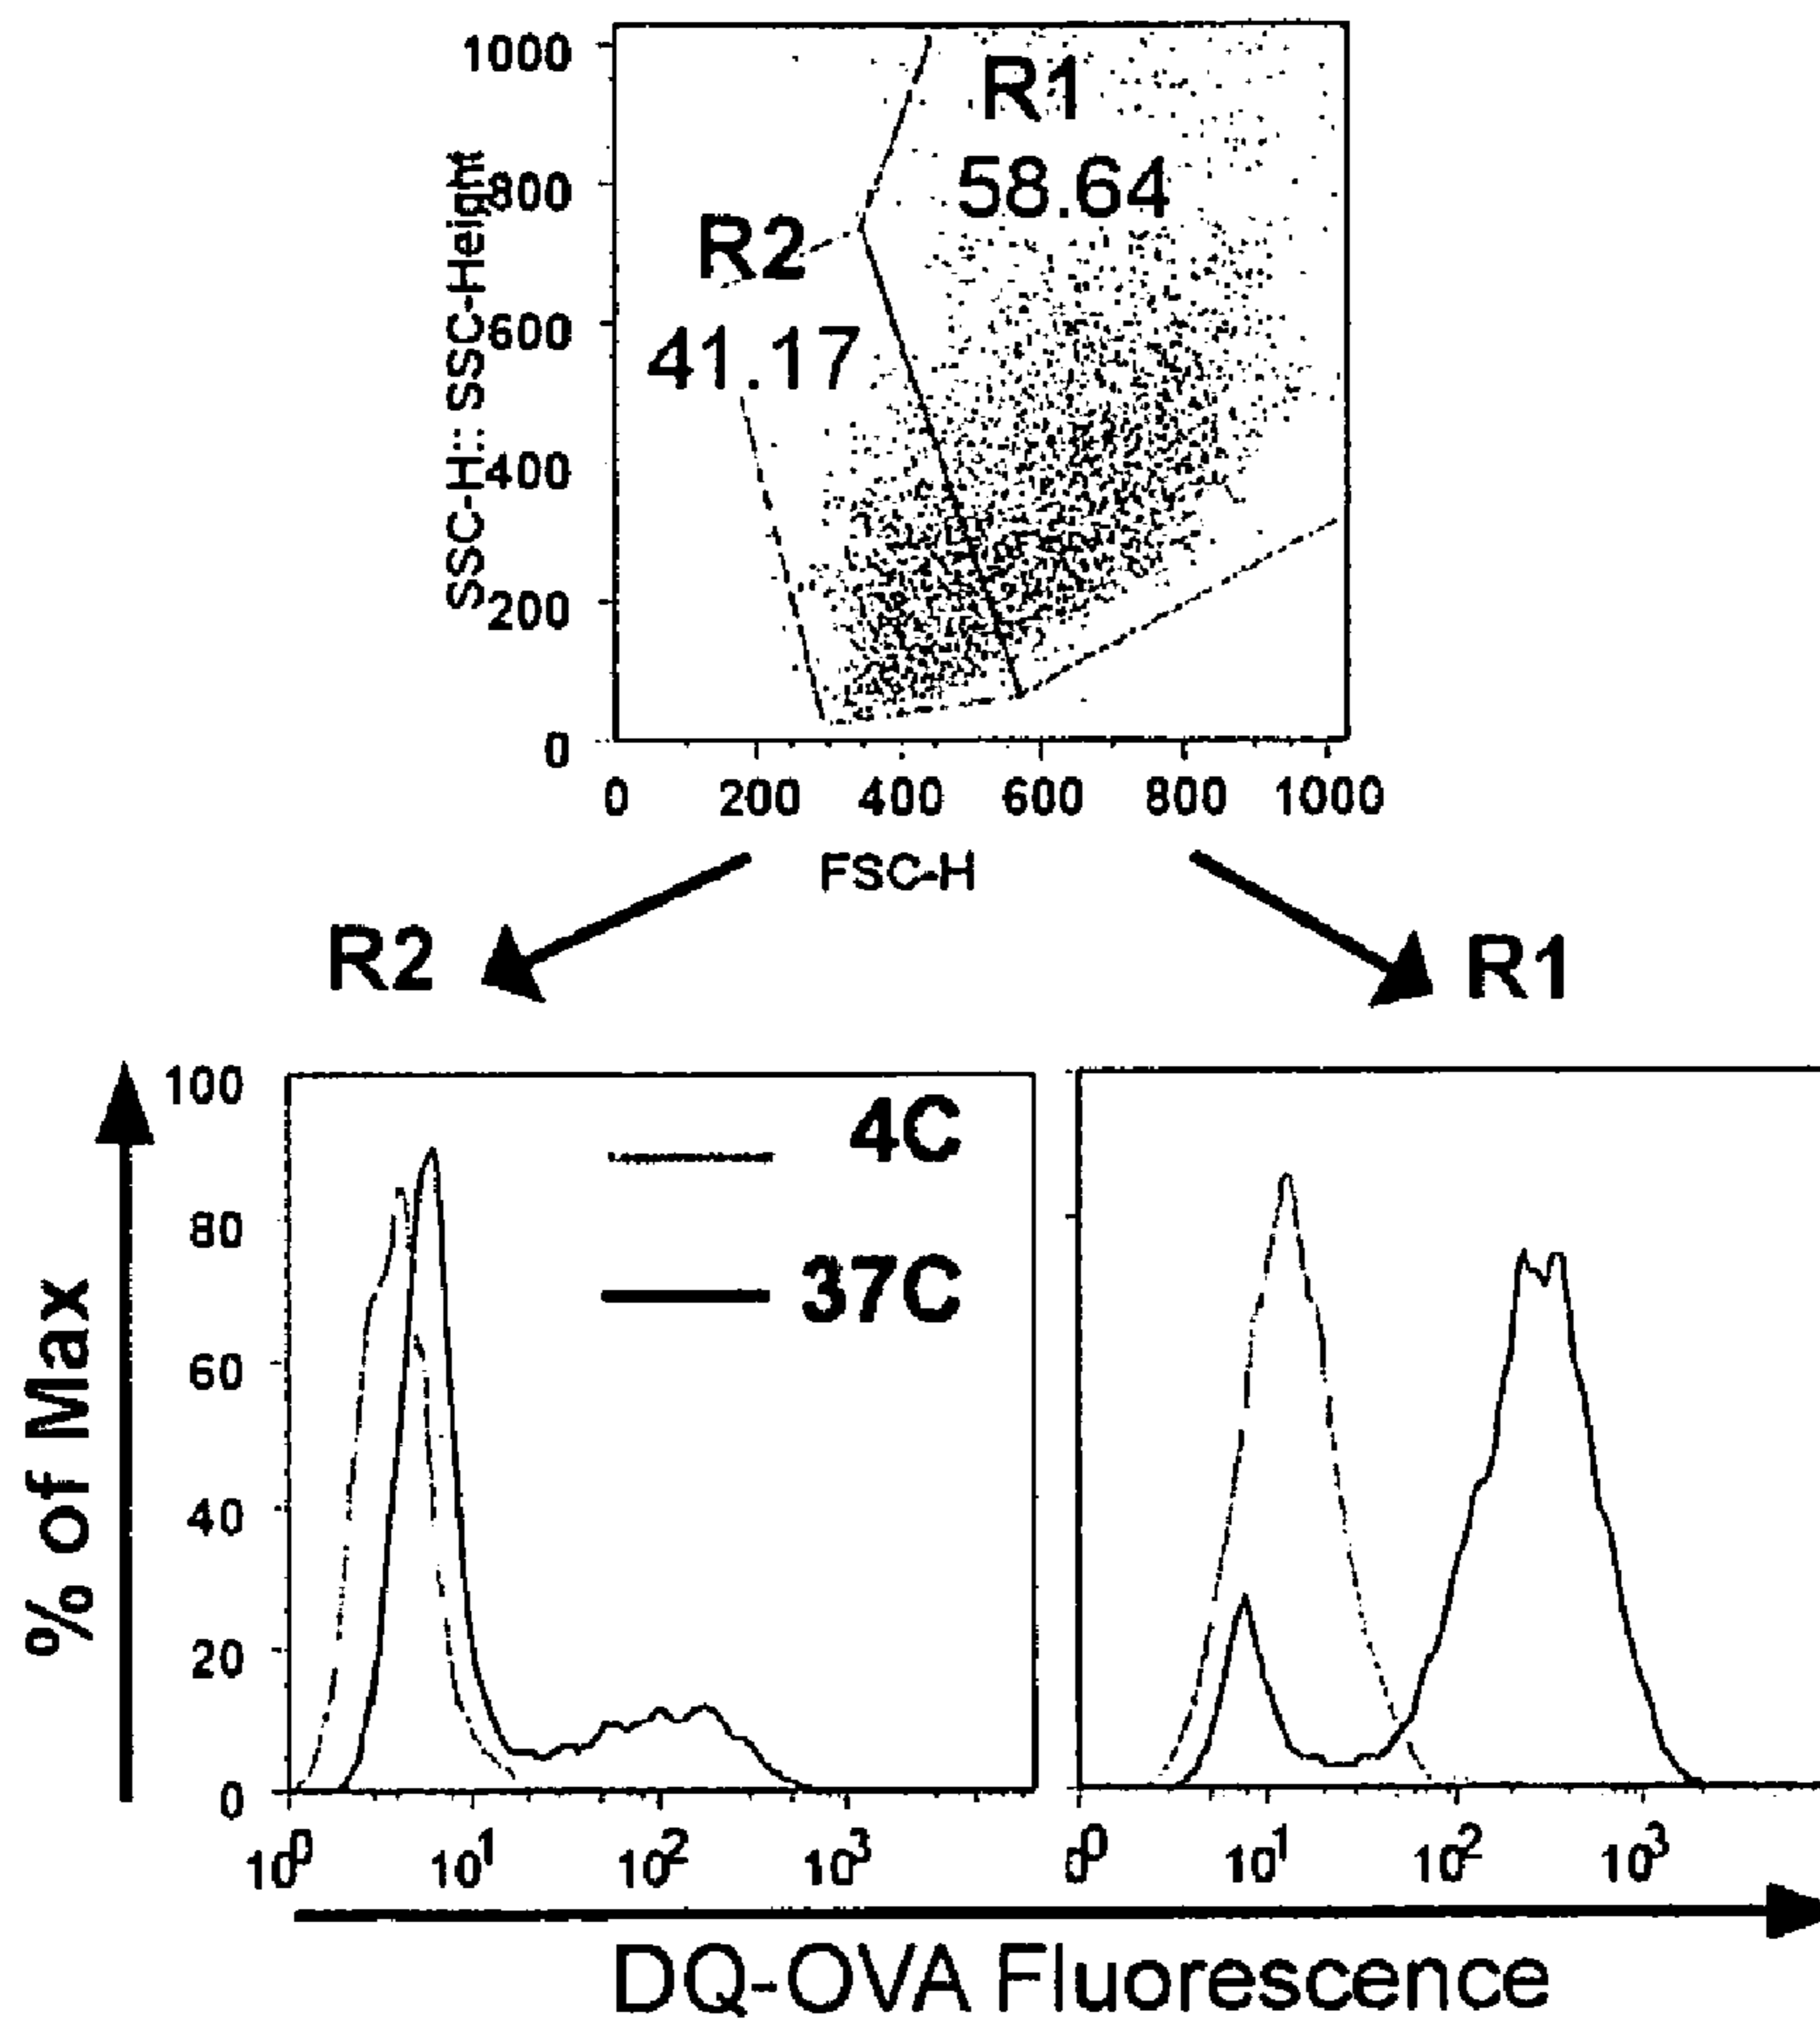 1000
800
600
400
200
0
SSC-H:: SSC-Height
R1
58.64
R2
41.17
0 200 400 600 800 1000
FSC-H
R2
R1
% of Max
100
80
60
40
20
0
4C
37C
10^0 10^1 10^2 10^3
0^0 10^1 10^2 10^3
DQ-OVA Fluorescence